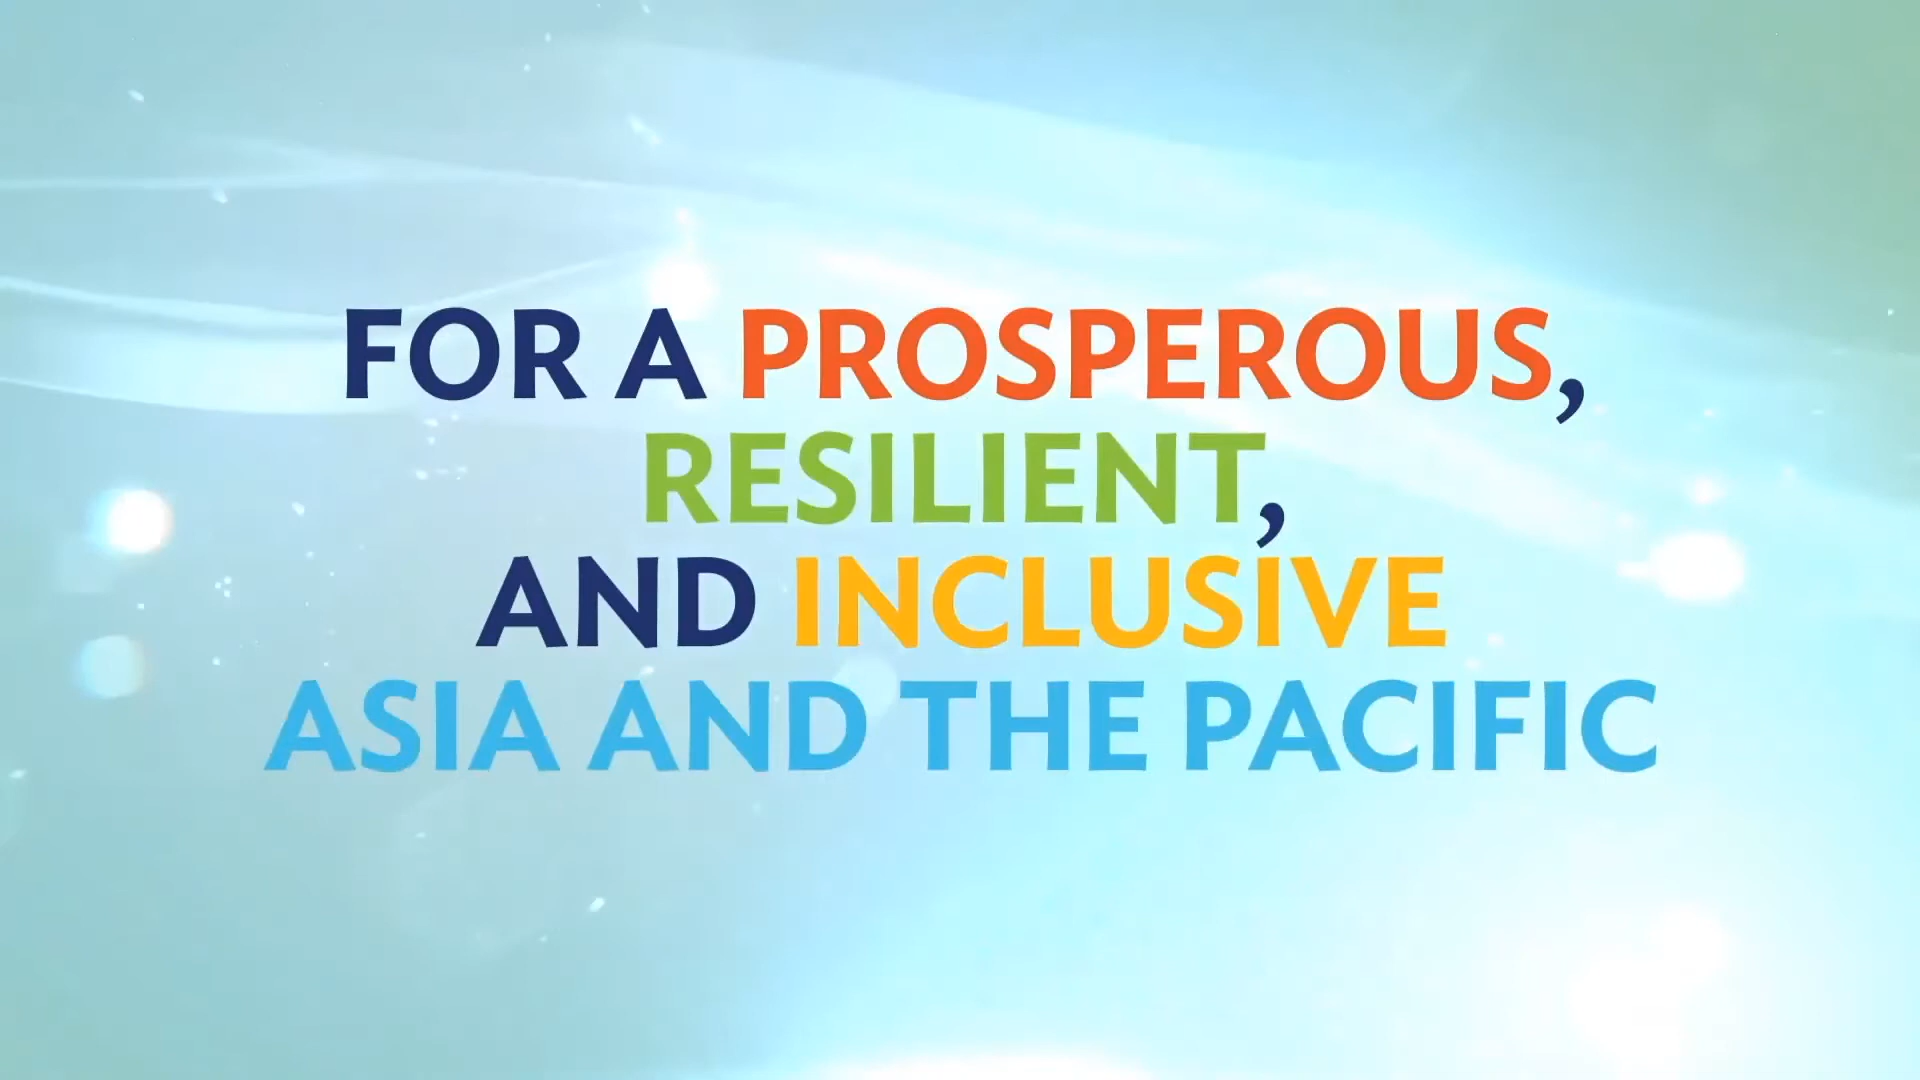 FOR A PROSPEROUS,
RESILIENT,
AND INCLUSIVE
ASIA AND THE PACIFIC